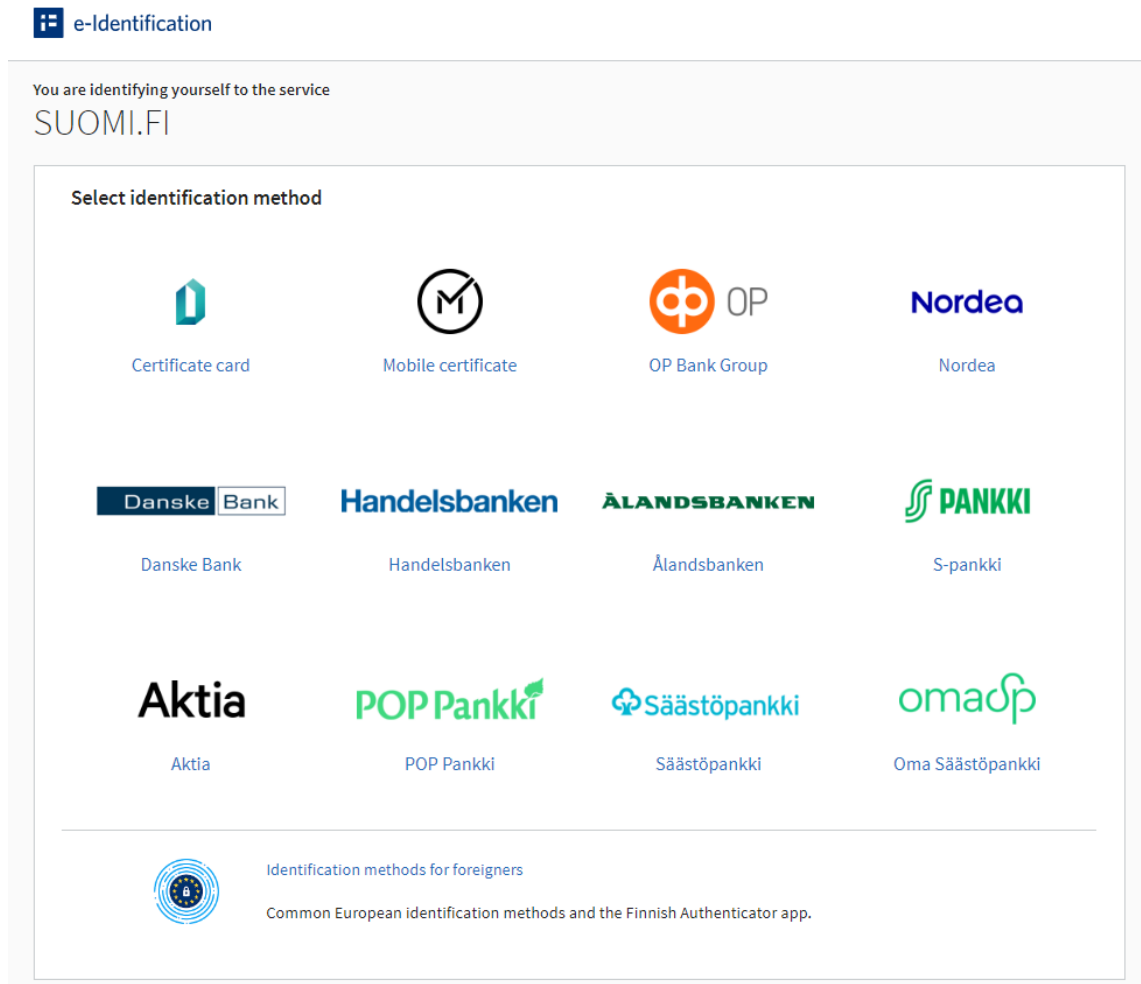 e-Identification
You are identifying yourself to the service
SUOMI.FI
Select identification method
M OP Nordea
Certificate card Mobile certificate OP Bank Group Nordea
Danske Bank Handelsbanken ÅLANDSBANKEN S PANKKI
Danske Bank Handelsbanken Ålandsbanken S-pankki
Aktia POP Pankki Säästöpankki omasp
Aktia POP Pankki Säästöpankki Oma Säästöpankki
Identification methods for foreigners
Common European identification methods and the Finnish Authenticator app.